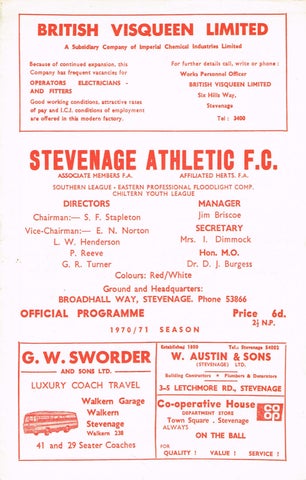 BRITISH VISQUEEN LIMITED
A Subsidiary Company of Imperial Chemical Industries Limited
Because of continued expansion, this
Company has frequent vacancies for
OPERATORS ELECTRICIANS -
AND FITTERS
Good working conditions, attractive rates
of pay and I.C.I. conditions of employment
are offered in this modern factory.
For further details call, write or phone :
Works Personnel Officer
BRITISH VISQUEEN LIMITED
Six Hills Way,
Stevenage
Tel : 3400
STEVENAGE ATHLETIC F.C.
ASSOCIATE MEMBERS F.A. AFFILIATED HERTS. F.A.
SOUTHERN LEAGUE - EASTERN PROFESSIONAL FLOODLIGHT COMP.
CHILTERN YOUTH LEAGUE
DIRECTORS
Chairman:— S. F. Stapleton
Vice-Chairman:— E. N. Norton
L. W. Henderson
P. Reeve
G. R. Turner
MANAGER
Jim Briscoe
SECRETARY
Mrs. I. Dimmock
Hon. M.O.
Dr. D. J. Burgess
Colours: Red/White
Ground and Headquarters:
BROADHALL WAY, STEVENAGE. Phone 53866
OFFICIAL PROGRAMME Price 6d.
2½ N.P.
1970/71 SEASON
G. W. SWORDER
AND SONS LTD.
LUXURY COACH TRAVEL
Walkern Garage
Walkern
Stevenage
Walkern 238
41 and 29 Seater Coaches
Established 1800 Tel.: Stevenage 54002
W. AUSTIN & SONS
(STEVENAGE) LTD.
Building Contractors • Plumbers & Decorators
3-5 LETCHMORE RD., STEVENAGE
Co-operative House
DEPARTMENT STORE
Town Square . Stevenage
Always
ON THE BALL
FOR
QUALITY ! VALUE ! SERVICE !
CO
OP